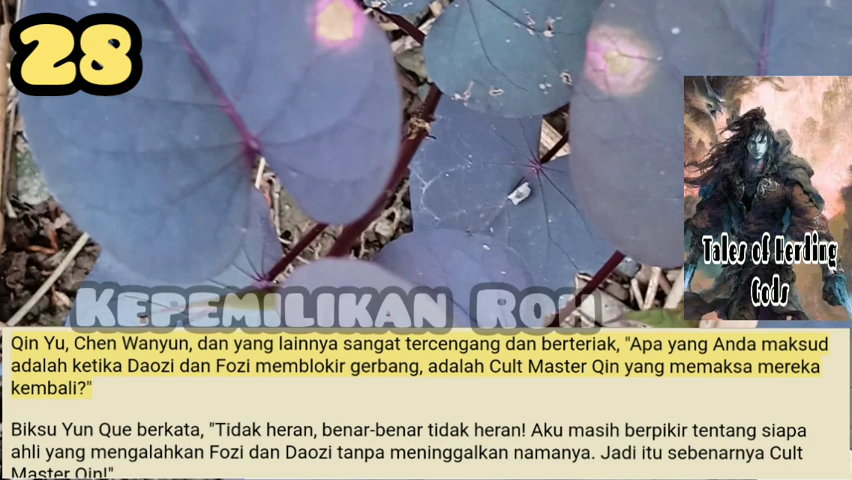 28
Tales of Herding
Gods
Kepemilikan Roh
Qin Yu, Chen Wanyun, dan yang lainnya sangat tercengang dan berteriak, "Apa yang Anda maksud
adalah ketika Daozi dan Fozi memblokir gerbang, adalah Cult Master Qin yang memaksa mereka
kembali?"
Biksu Yun Que berkata, "Tidak heran, benar-benar tidak heran! Aku masih berpikir tentang siapa
ahli yang mengalahkan Fozi dan Daozi tanpa meninggalkan namanya. Jadi itu sebenarnya Cult
Master Qin!"